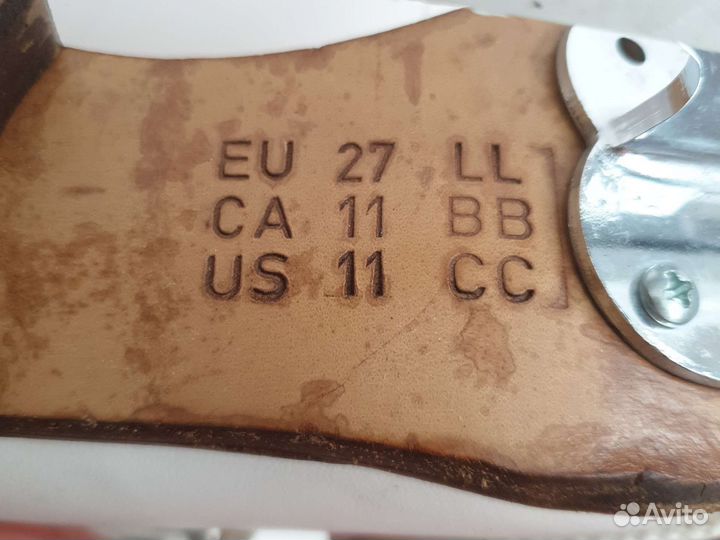 EU 27 LL]
CA 11 BB
US 11 CC]
Avito